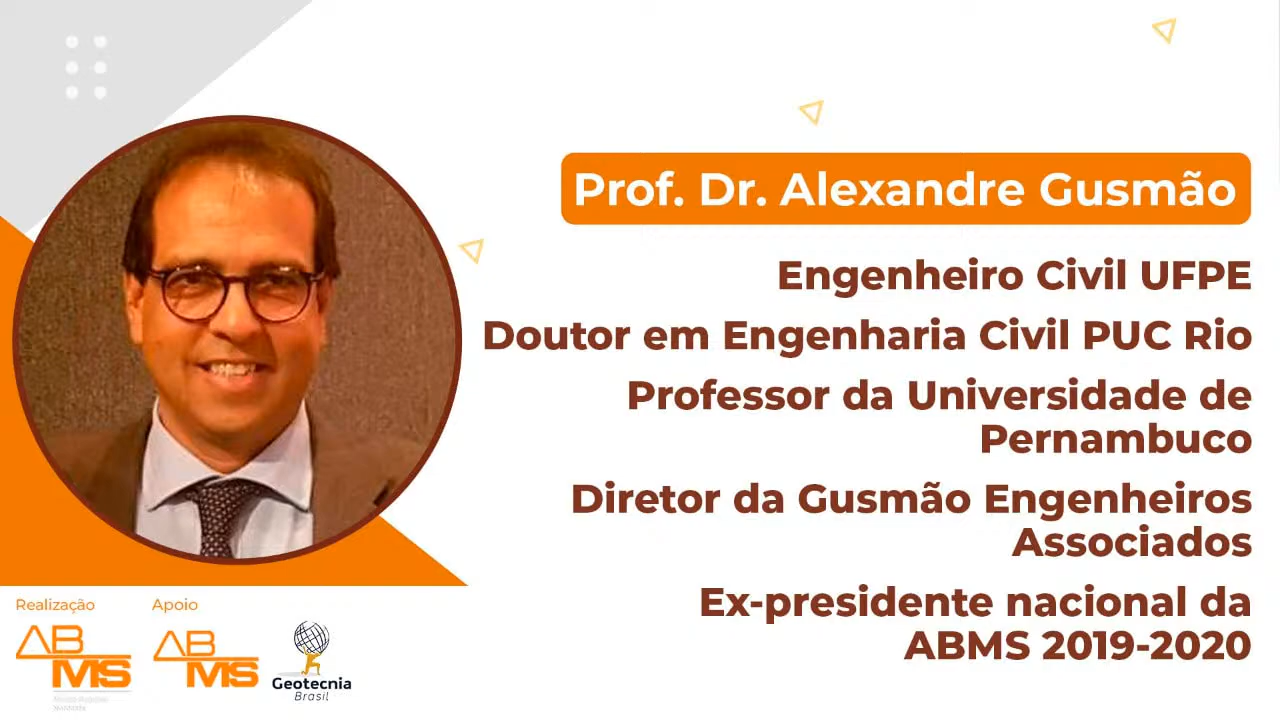 Prof. Dr. Alexandre Gusmão
Engenheiro Civil UFPE
Doutor em Engenharia Civil PUC Rio
Professor da Universidade de
Pernambuco
Diretor da Gusmão Engenheiros
Associados
Ex-presidente nacional da
ABMS 2019-2020
Realização
Apoio
ABMS
ABMS
Geotecnia
Brasil